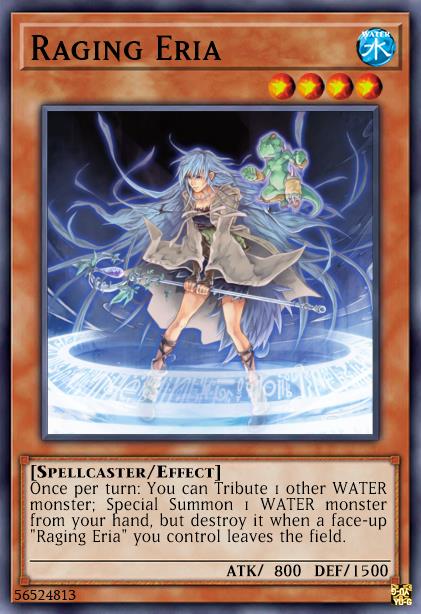 Raging Eria
WATER
水
[Spellcaster/Effect]
Once per turn: You can Tribute 1 other WATER
monster; Special Summon 1 WATER monster
from your hand, but destroy it when a face-up
"Raging Eria" you control leaves the field.
ATK/ 800 DEF/1500
56524813